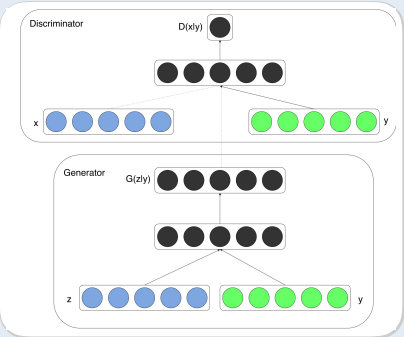 Discriminator
D(x|y)
x
y
Generator
G(z|y)
z
y